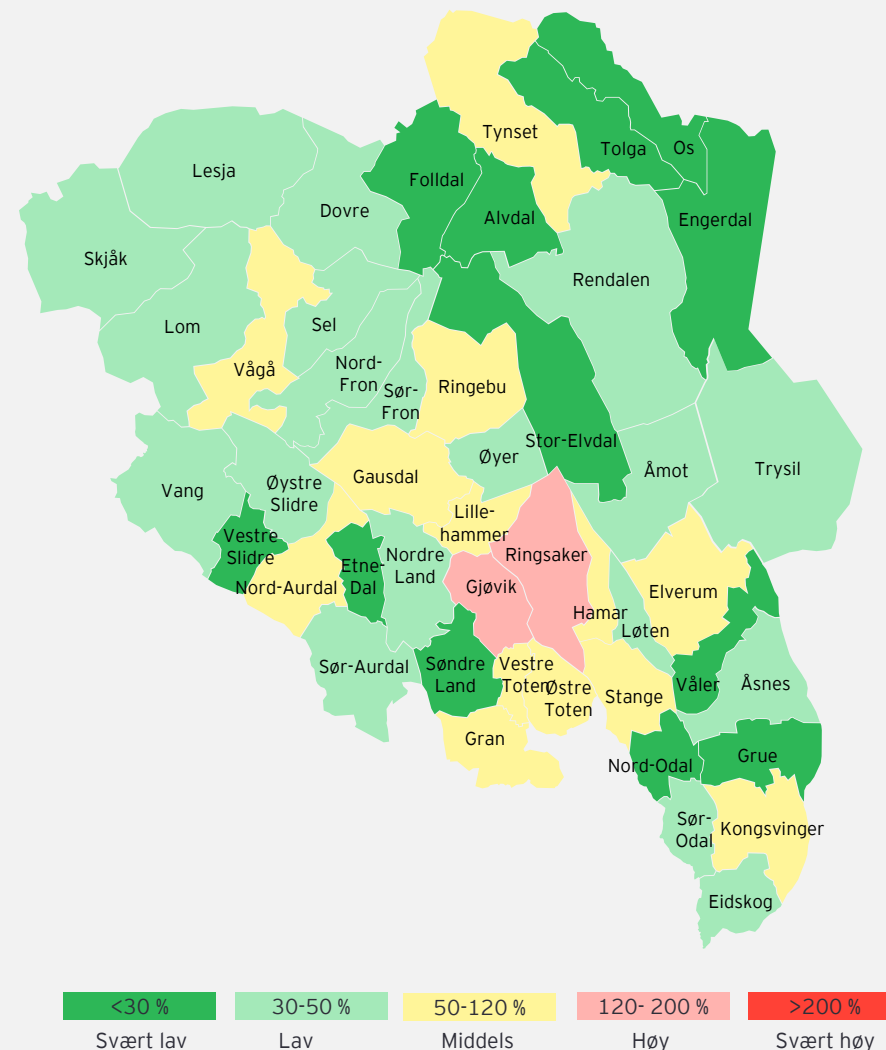 Tynset
Tolga
Os
Lesja
Folldal
Dovre
Alvdal
Engerdal
Skjåk
Rendalen
Lom
Sel
Vågå
Nord-
Fron
Sør-
Fron
Ringebu
Stor-Elvdal
Øyer
Åmot
Trysil
Vang
Øystre
Slidre
Gausdal
Lille-
hammer
Vestre
Slidre
Nordre
Land
Ringsaker
Etne-
Dal
Nord-Aurdal
Gjøvik
Elverum
Hamar
Løten
Sør-Aurdal
Søndre
Land
Vestre
Toten
Østre
Toten
Stange
Våler
Åsnes
Gran
Nord-Odal
Grue
Sør-
Odal
Kongsvinger
Eidskog
<30 %
30-50 %
50-120 %
120- 200 %
>200 %
Svært lav
Lav
Middels
Høy
Svært høy